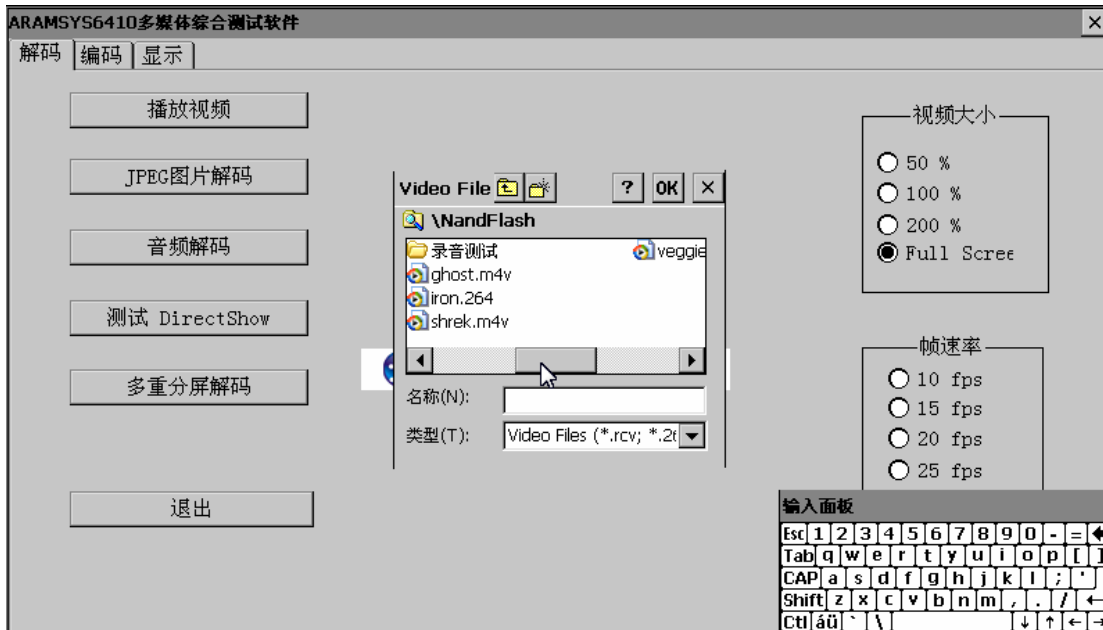 ARAMSYS6410多媒体综合测试软件
解码 编码 显示
播放视频
JPEG图片解码
音频解码
测试 DirectShow
多重分屏解码
退出
Video File ? OK ×
\NandFlash
录音测试
ghost.m4v
iron.264
shrek.m4v
veggie
名称(N):
类型(T): Video Files (*.rcv; *.26
视频大小
50 %
100 %
200 %
Full Scree
帧速率
10 fps
15 fps
20 fps
25 fps
输入面板
Esc 1 2 3 4 5 6 7 8 9 0 - =
Tab q w e r t y u i o p [ ]
CAP a s d f g h j k l ; '
Shift z x c v b n m , . /
Ctl áü ` \ ↓ ↑ ← →